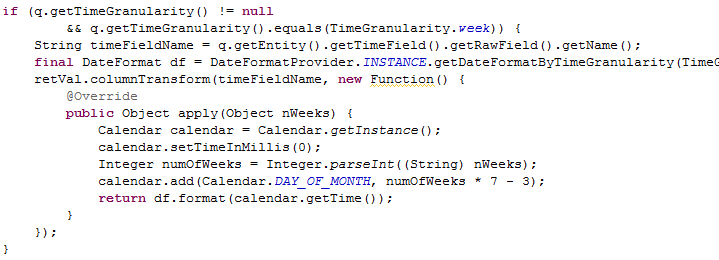 if (q.getTimeGranularity() != null
&& q.getTimeGranularity().equals(TimeGranularity.week)) {
String timeFieldName = q.getEntity().getTimeField().getRawField().getName();
final DateFormat df = DateFormatProvider.INSTANCE.getDateFormatByTimeGranularity(TimeG
retVal.columnTransform(timeFieldName, new Function() {
@Override
public Object apply(Object nWeeks) {
Calendar calendar = Calendar.getInstance();
calendar.setTimeInMillis(0);
Integer numOfWeeks = Integer.parseInt((String) nWeeks);
calendar.add(Calendar.DAY_OF_MONTH, numOfWeeks * 7 - 3);
return df.format(calendar.getTime());
}
});
}